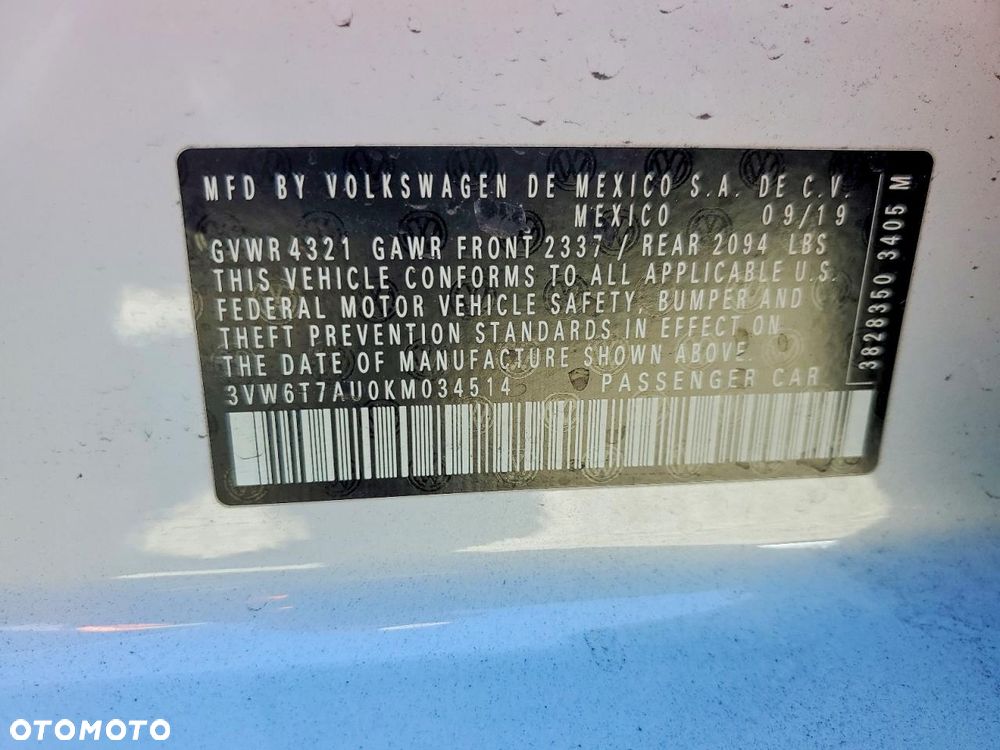 MFD BY VOLKSWAGEN DE MEXICO S.A. DE C.V.
MEXICO 09/19
GVWR 4321 GAWR FRONT 2337 / REAR 2094 LBS
THIS VEHICLE CONFORMS TO ALL APPLICABLE U.S.
FEDERAL MOTOR VEHICLE SAFETY, BUMPER AND
THEFT PREVENTION STANDARDS IN EFFECT ON
THE DATE OF MANUFACTURE SHOWN ABOVE.
3VW6T7AU0KM034514 PASSENGER CAR
3828350 3405 M
OTOMOTO